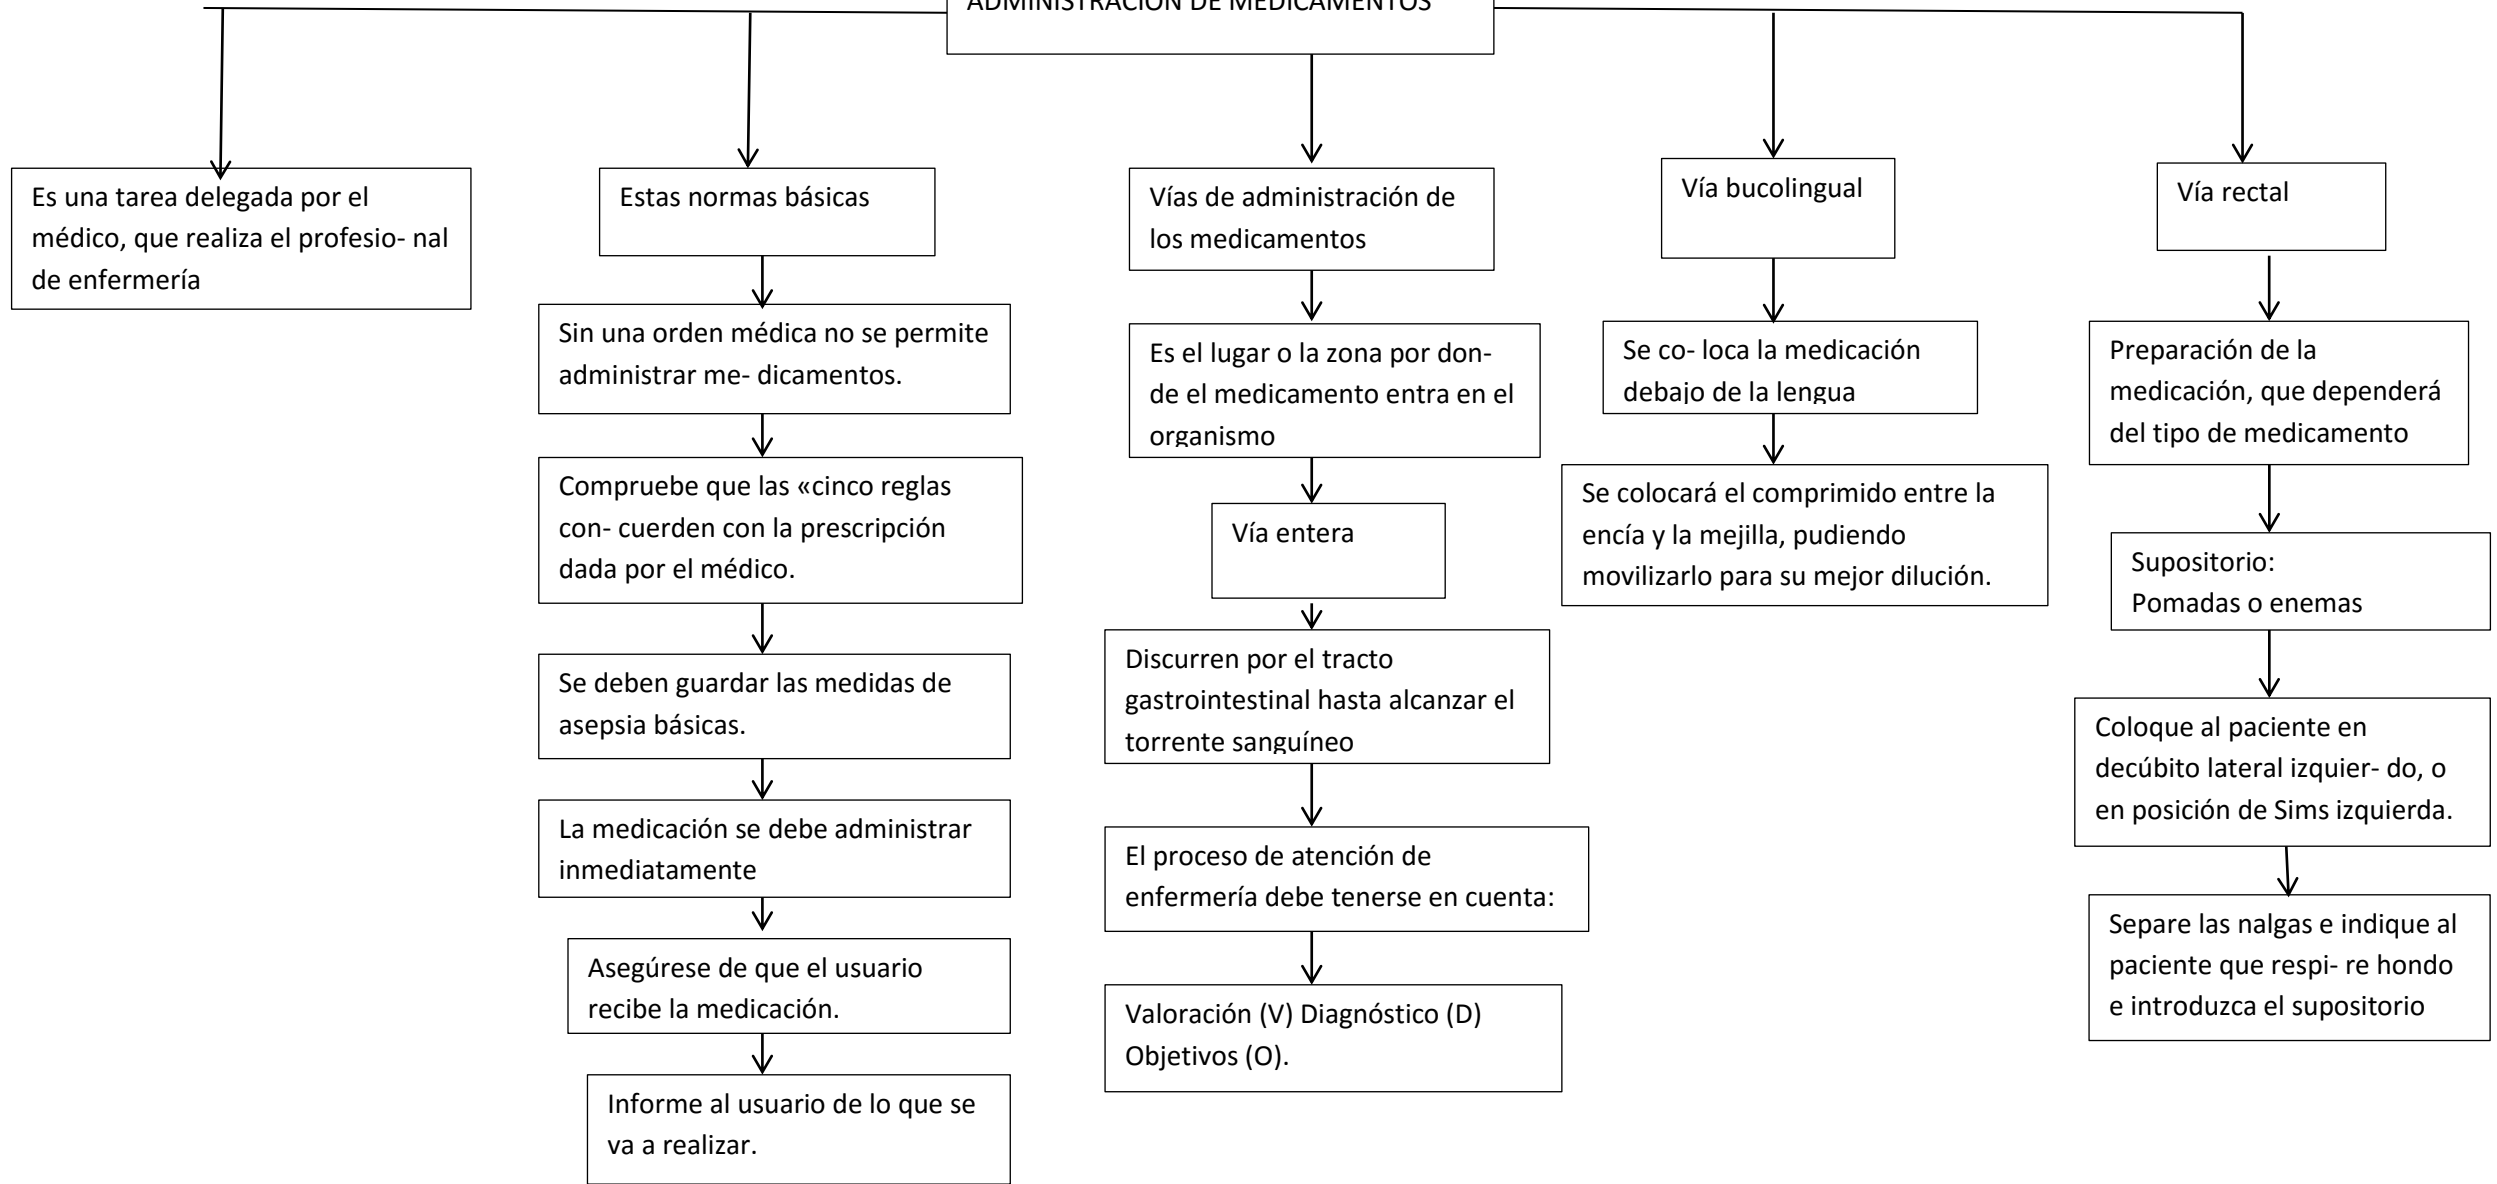 ADMINISTRACIÓN DE MEDICAMENTOS
Es una tarea delegada por el
médico, que realiza el profesio- nal
de enfermería
Estas normas básicas
Sin una orden médica no se permite
administrar me- dicamentos.
Compruebe que las «cinco reglas
con- cuerden con la prescripción
dada por el médico.
Se deben guardar las medidas de
asepsia básicas.
La medicación se debe administrar
inmediatamente
Asegúrese de que el usuario
recibe la medicación.
Informe al usuario de lo que se
va a realizar.
Vías de administración de
los medicamentos
Es el lugar o la zona por don-
de el medicamento entra en el
organismo
Vía entera
Discurren por el tracto
gastrointestinal hasta alcanzar el
torrente sanguíneo
El proceso de atención de
enfermería debe tenerse en cuenta:
Valoración (V) Diagnóstico (D)
Objetivos (O).
Vía bucolingual
Se co- loca la medicación
debajo de la lengua
Se colocará el comprimido entre la
encía y la mejilla, pudiendo
movilizarlo para su mejor dilución.
Vía rectal
Preparación de la
medicación, que dependerá
del tipo de medicamento
Supositorio:
Pomadas o enemas
Coloque al paciente en
decúbito lateral izquier- do, o
en posición de Sims izquierda.
Separe las nalgas e indique al
paciente que respi- re hondo
e introduzca el supositorio